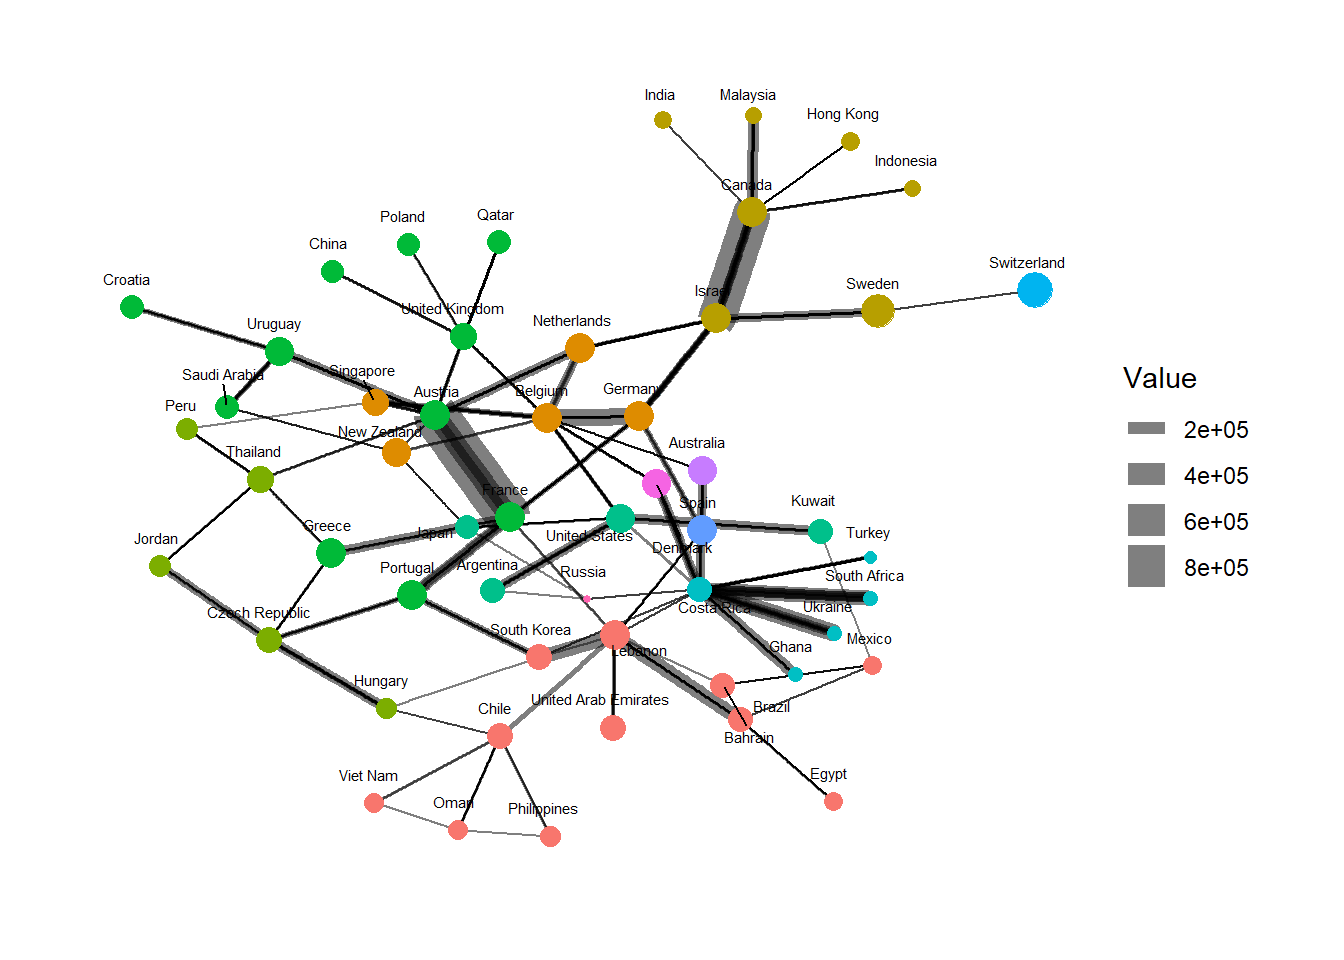 India
Malaysia
Hong Kong
Indonesia
Canada
Poland
Qatar
China
Switzerland
Croatia
Sweden
Israel
United Kingdom
Netherlands
Uruguay
Singapore
Saudi Arabia
Austria
Belgium
Germany
Peru
New Zealand
Australia
Thailand
France
Spain
Kuwait
Greece
Japan
United States
Turkey
Jordan
Denmark
Portugal
Argentina
Russia
South Africa
Czech Republic
Costa Rica
Ukraine
South Korea
Mexico
Lebanon
Ghana
Hungary
United Arab Emirates
Chile
Brazil
Bahrain
Viet Nam
Oman
Philippines
Egypt
Value
2e+05
4e+05
6e+05
8e+05